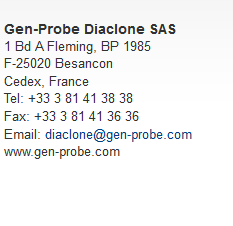 Gen-Probe Diaclone SAS
1 Bd A Fleming, BP 1985
F-25020 Besancon
Cedex, France
Tel: +33 3 81 41 38 38
Fax: +33 3 81 41 36 36
Email: diaclone@gen-probe.com
www.gen-probe.com